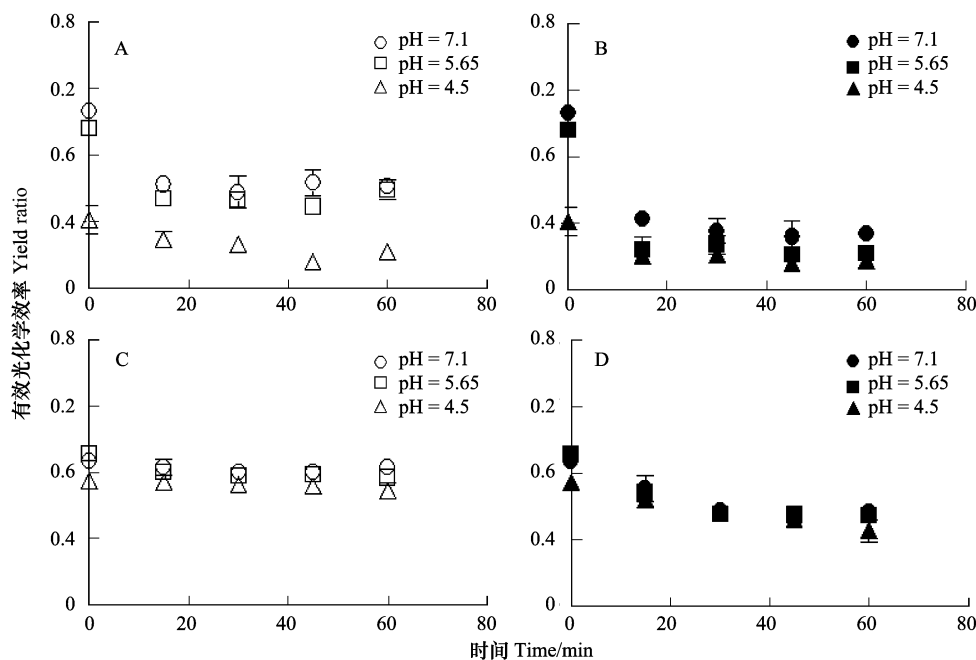 0.8
A
pH = 7.1
pH = 5.65
pH = 4.5
0.2
0.6
0.4
0
0 20 40 60 80
0.8
B
pH = 7.1
pH = 5.65
pH = 4.5
0.2
0.6
0.4
0
0 20 40 60 80
有效光化学效率 Yield ratio
0.8
C
pH = 7.1
pH = 5.65
pH = 4.5
0.2
0.6
0.4
0
0 20 40 60 80
0.8
D
pH = 7.1
pH = 5.65
pH = 4.5
0.2
0.6
0.4
0
0 20 40 60 80
时间 Time/min